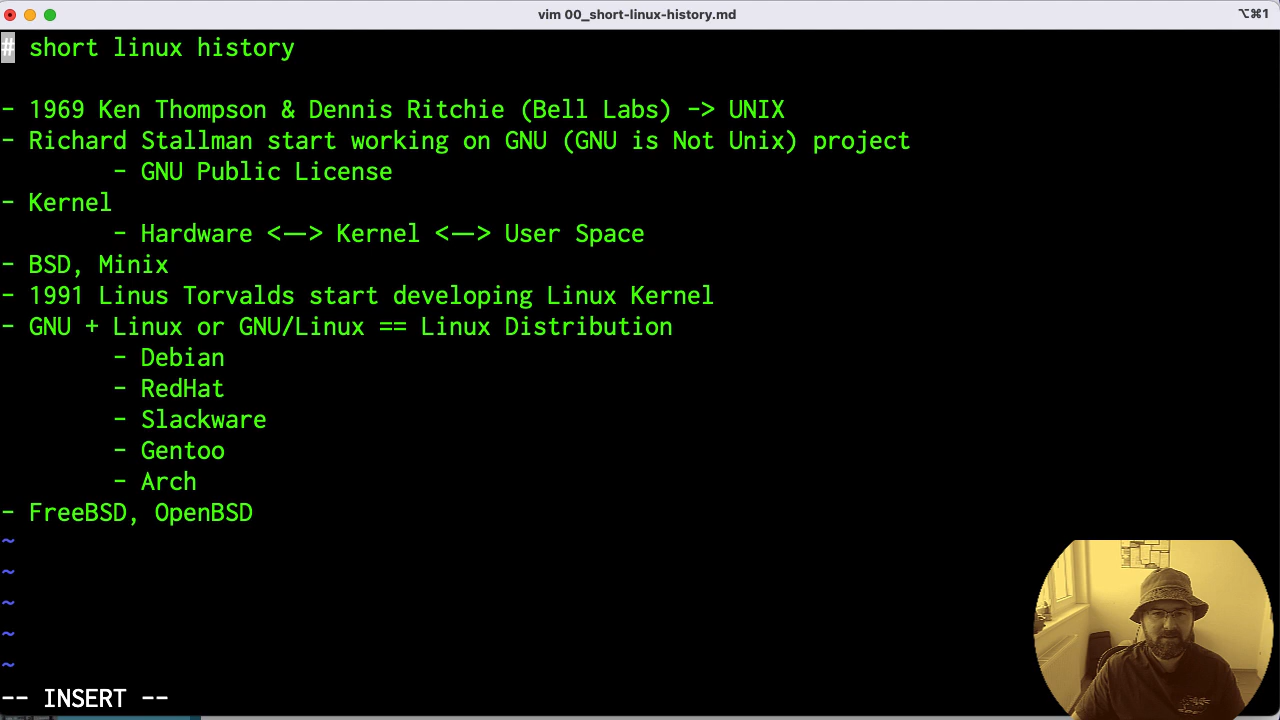 vim 00_short-linux-history.md
⌥⌘1
# short linux history
- 1969 Ken Thompson & Dennis Ritchie (Bell Labs) -> UNIX
- Richard Stallman start working on GNU (GNU is Not Unix) project
- GNU Public License
- Kernel
- Hardware <--> Kernel <--> User Space
- BSD, Minix
- 1991 Linus Torvalds start developing Linux Kernel
- GNU + Linux or GNU/Linux == Linux Distribution
- Debian
- RedHat
- Slackware
- Gentoo
- Arch
- FreeBSD, OpenBSD
~
~
~
~
~
-- INSERT --